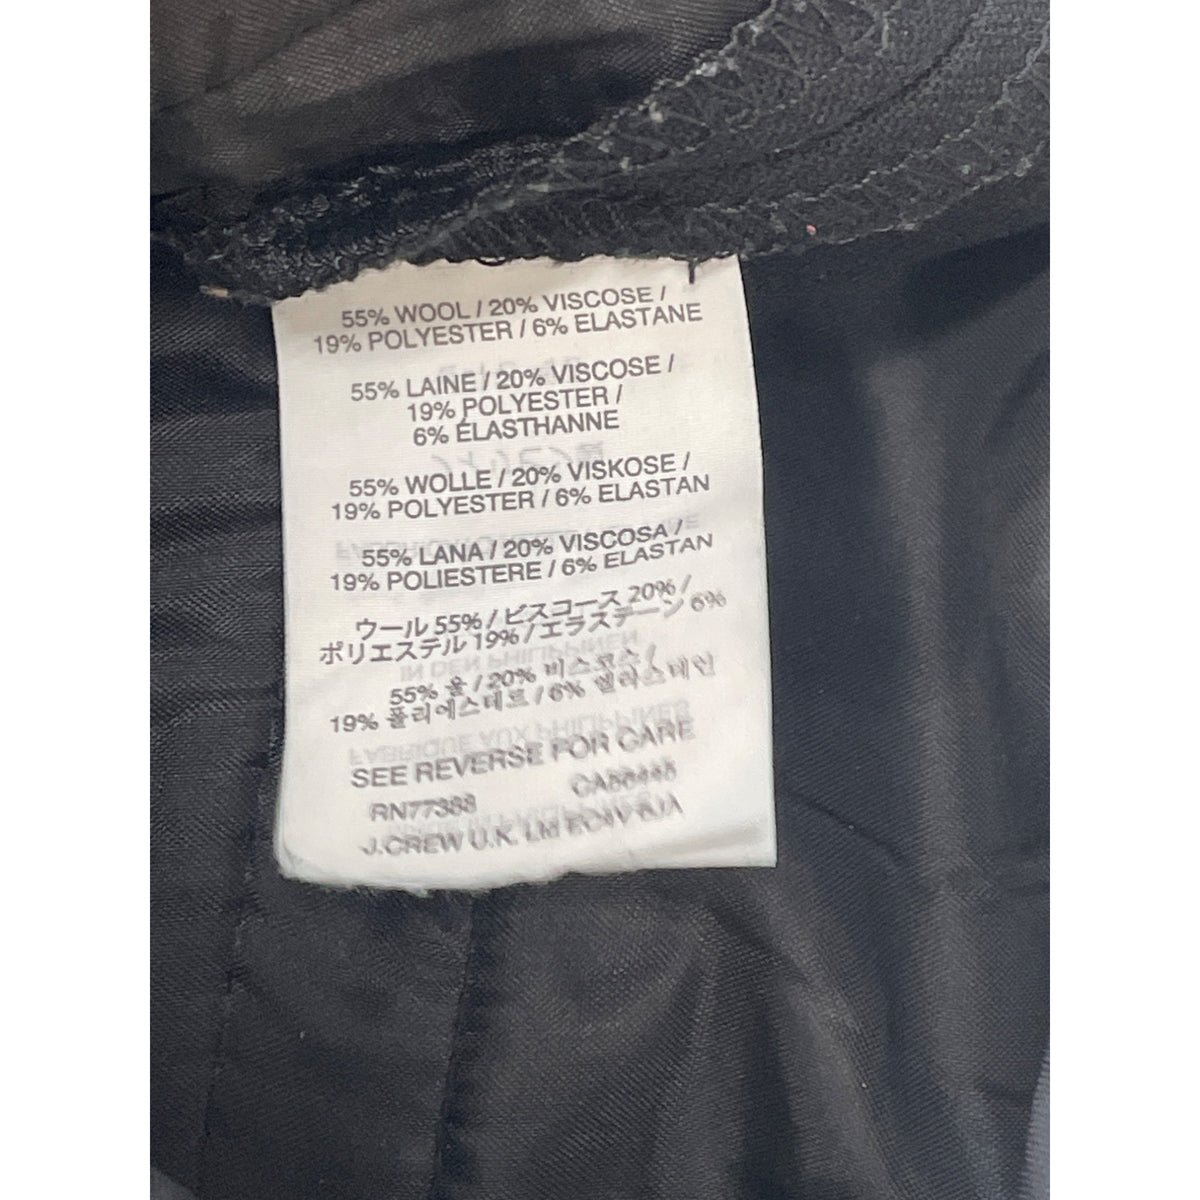 55% WOOL / 20% VISCOSE /
19% POLYESTER / 6% ELASTANE
55% LAINE / 20% VISCOSE /
19% POLYESTER /
6% ÉLASTHANNE
55% WOLLE / 20% VISKOSE /
19% POLYESTER / 6% ELASTAN
55% LANA / 20% VISCOSA /
19% POLIESTERE / 6% ELASTAN
ウール 55% / ビスコース 20% /
ポリエステル 19% / エラステーン 6%
55% 울 / 20% 비스코스 /
19% 폴리에스테르 / 6% 엘라스테인
SEE REVERSE FOR CARE
RN77388 
J.CREW U.K. Ltd